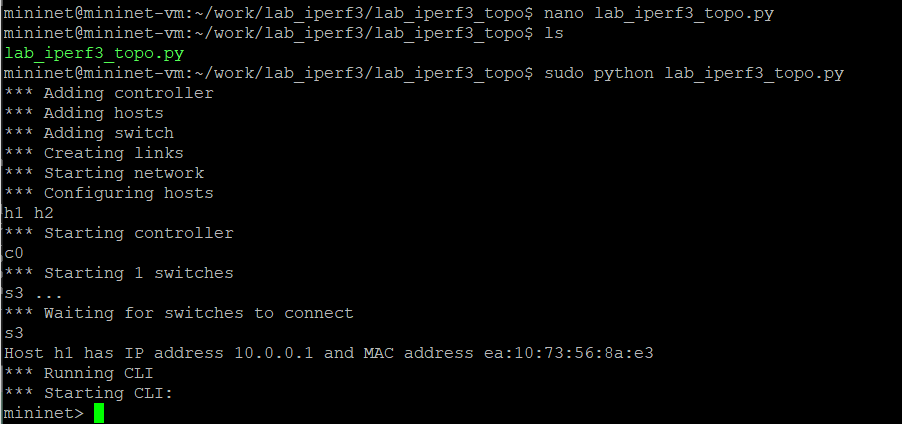 mininet@mininet-vm:~/work/lab_iperf3/lab_iperf3_topo$ nano lab_iperf3_topo.py
mininet@mininet-vm:~/work/lab_iperf3/lab_iperf3_topo$ ls
lab_iperf3_topo.py
mininet@mininet-vm:~/work/lab_iperf3/lab_iperf3_topo$ sudo python lab_iperf3_topo.py
*** Adding controller
*** Adding hosts
*** Adding switch
*** Creating links
*** Starting network
*** Configuring hosts
h1 h2
*** Starting controller
c0
*** Starting 1 switches
s3 ...
*** Waiting for switches to connect
s3
Host h1 has IP address 10.0.0.1 and MAC address ea:10:73:56:8a:e3
*** Running CLI
*** Starting CLI:
mininet>